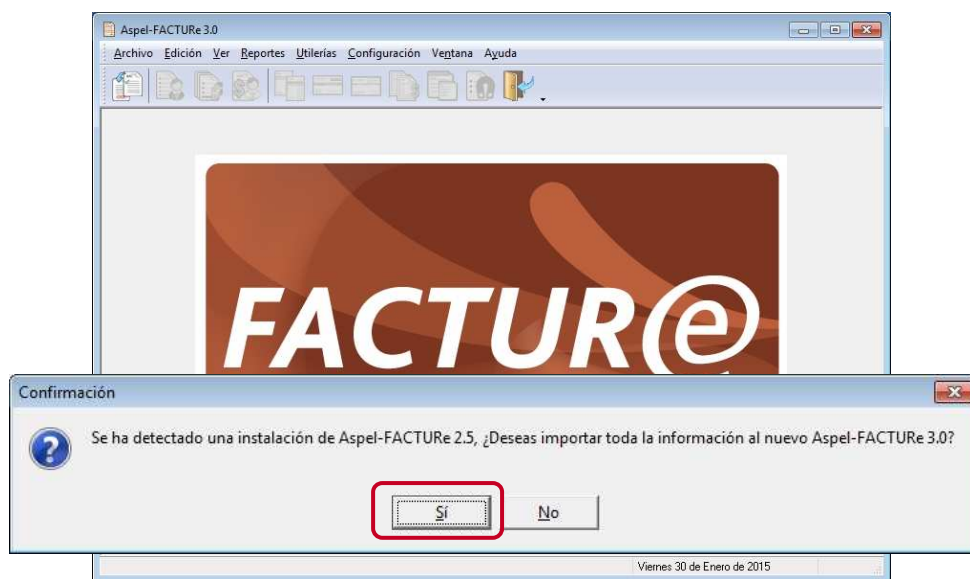 Aspel-FACTURe 3.0
Archivo Edición Ver Reportes Utilerías Configuración Ventana Ayuda
FACTUR@
Confirmación
Se ha detectado una instalación de Aspel-FACTURe 2.5, ¿Deseas importar toda la información al nuevo Aspel-FACTURe 3.0?
Sí No
Viernes 30 de Enero de 2015